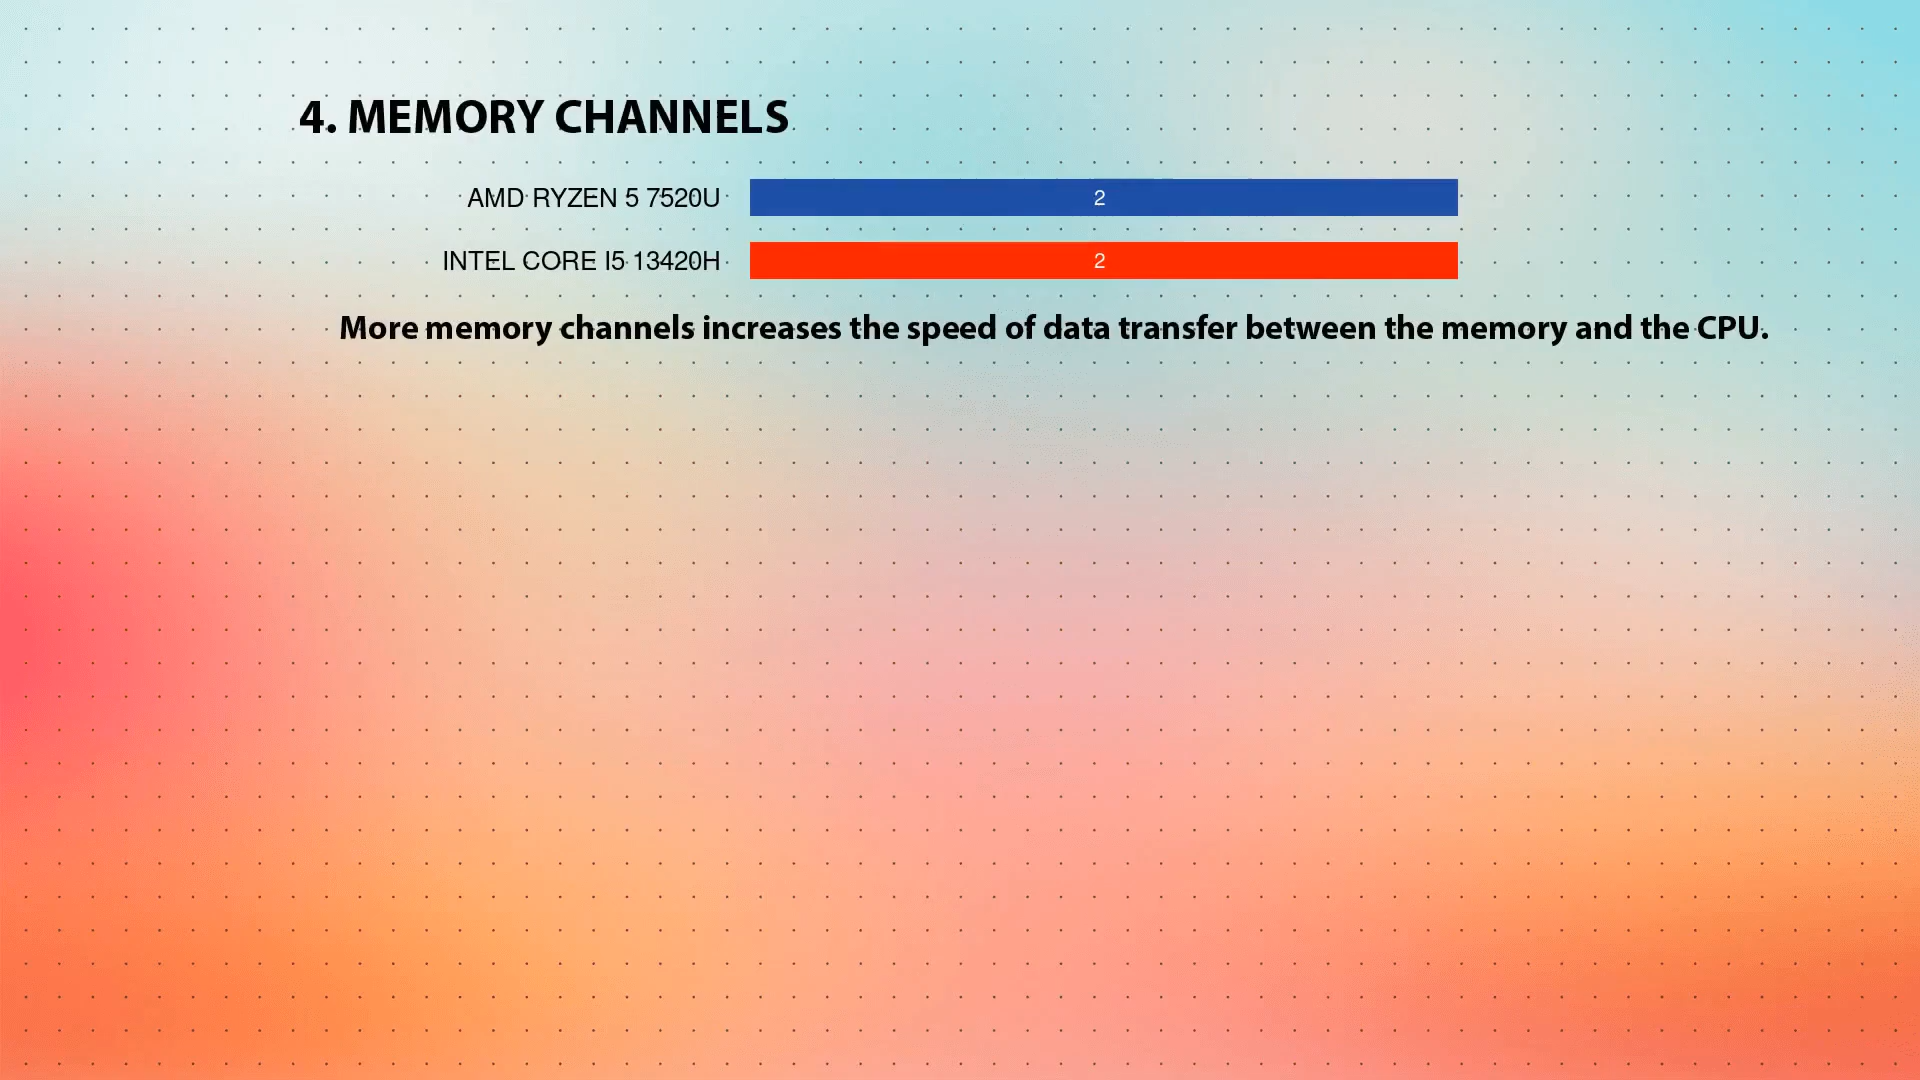 4. MEMORY CHANNELS
AMD RYZEN 5 7520U 2
INTEL CORE I5 13420H 2
More memory channels increases the speed of data transfer between the memory and the CPU.